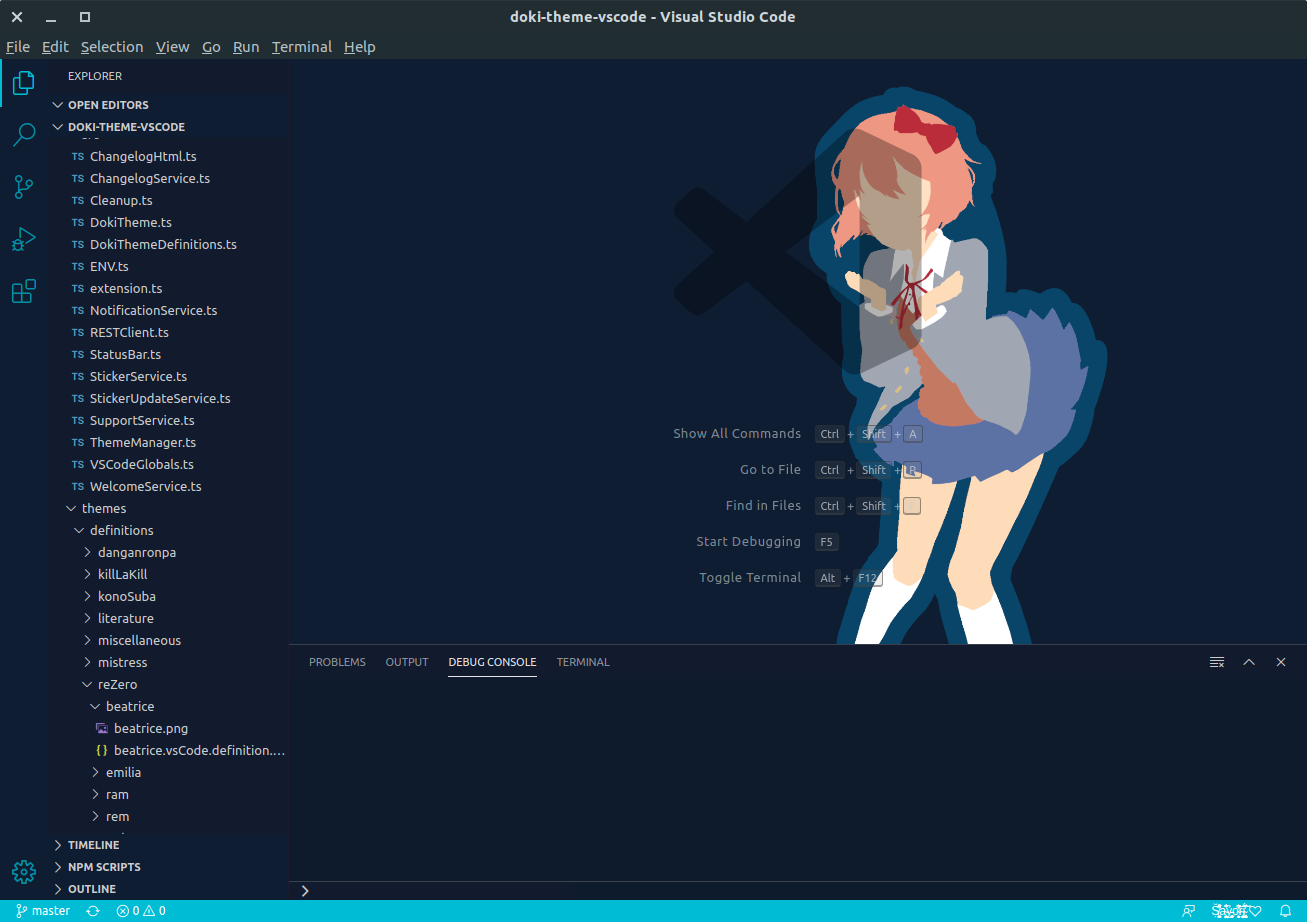 doki-theme-vscode - Visual Studio Code
File Edit Selection View Go Run Terminal Help
EXPLORER
OPEN EDITORS
DOKI-THEME-VSCODE
TS ChangelogHtml.ts
TS ChangelogService.ts
TS Cleanup.ts
TS DokiTheme.ts
TS DokiThemeDefinitions.ts
TS ENV.ts
TS extension.ts
TS NotificationService.ts
TS RESTClient.ts
TS StatusBar.ts
TS StickerService.ts
TS StickerUpdateService.ts
TS SupportService.ts
TS ThemeManager.ts
TS VSCodeGlobals.ts
TS WelcomeService.ts
themes
definitions
danganronpa
killLaKill
konoSuba
literature
miscellaneous
mistress
reZero
beatrice
beatrice.png
{ } beatrice.vsCode.definition....
emilia
ram
rem
TIMELINE
NPM SCRIPTS
OUTLINE
Show All Commands Ctrl + Shift + A
Go to File Ctrl + Shift + R
Find in Files Ctrl + Shift +
Start Debugging F5
Toggle Terminal Alt + F12
PROBLEMS OUTPUT DEBUG CONSOLE TERMINAL
master 0 0